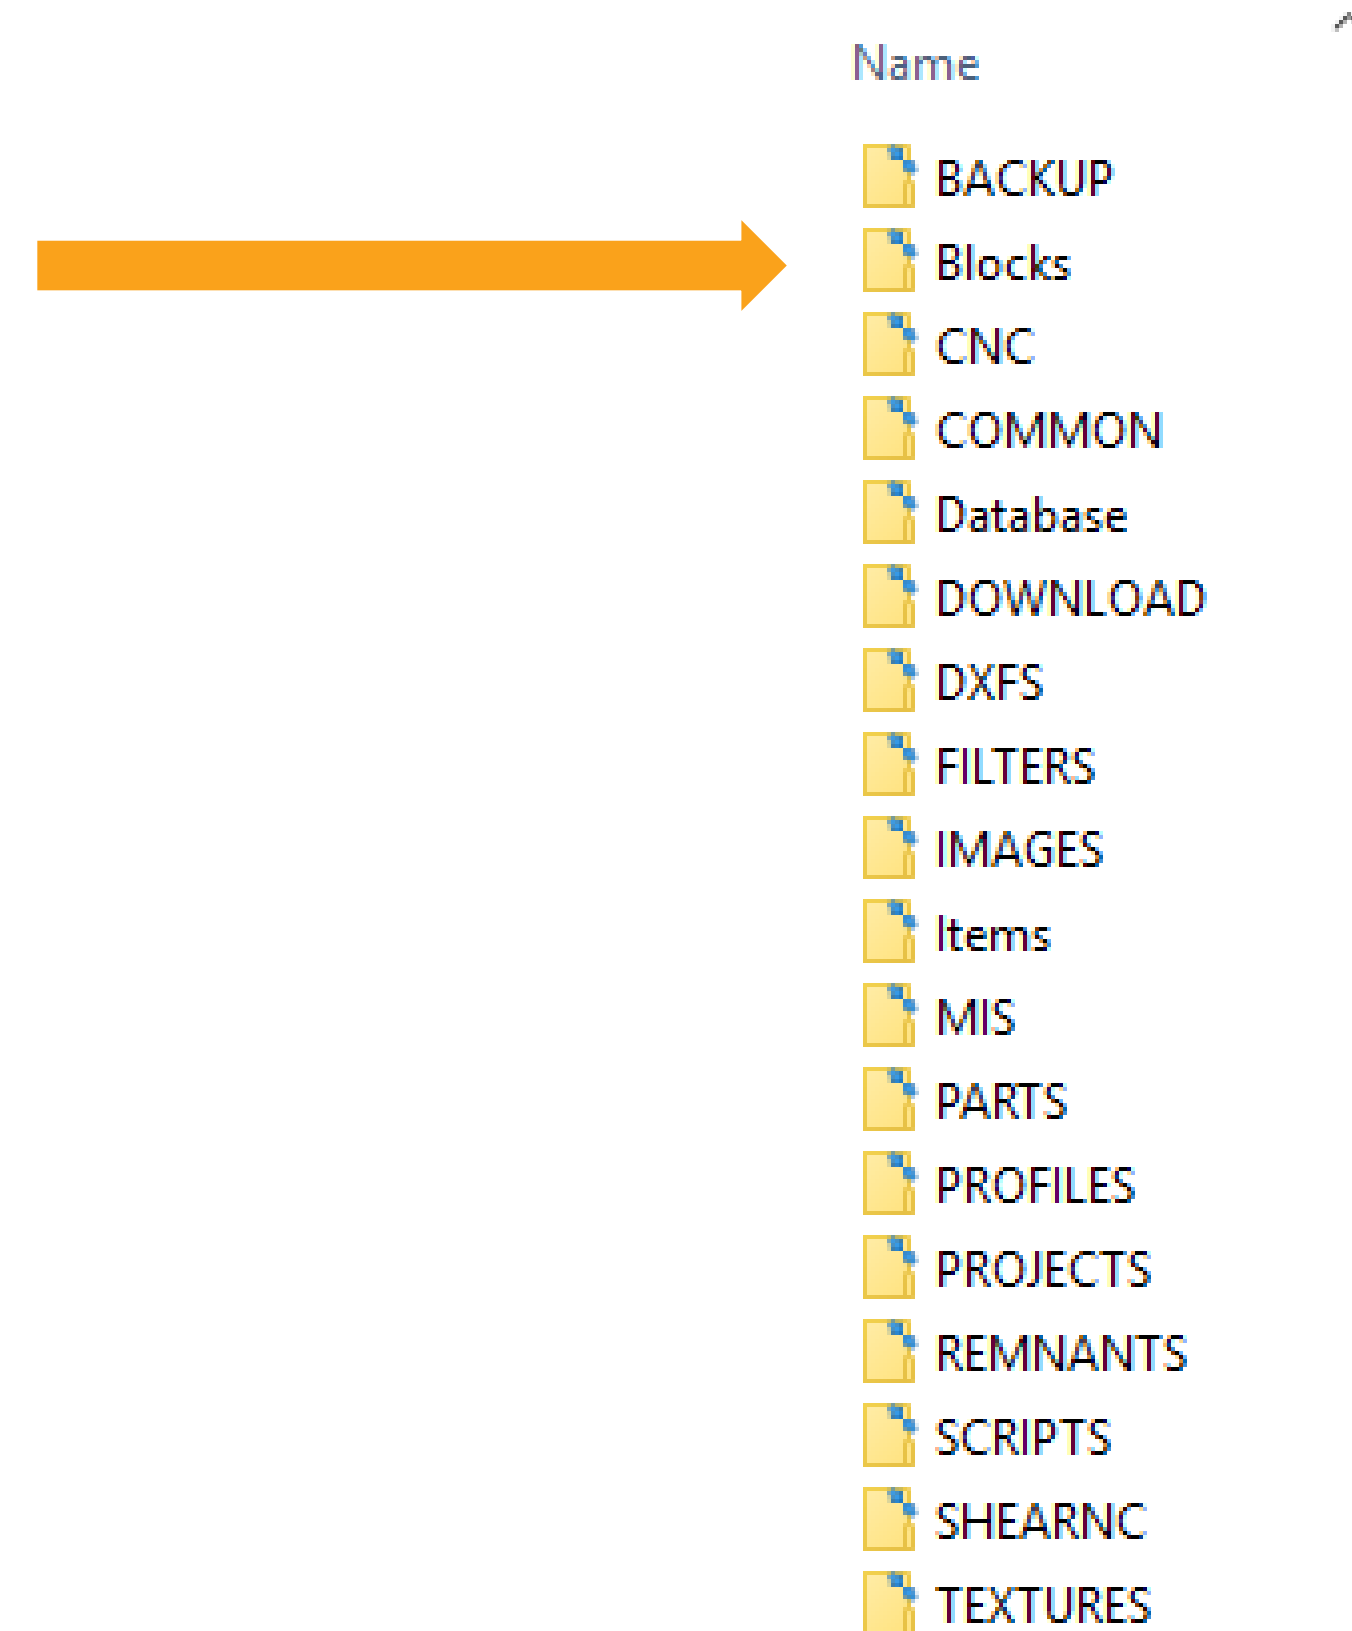 Name
BACKUP
Blocks
CNC
COMMON
Database
DOWNLOAD
DXFS
FILTERS
IMAGES
Items
MIS
PARTS
PROFILES
PROJECTS
REMNANTS
SCRIPTS
SHEARNC
TEXTURES